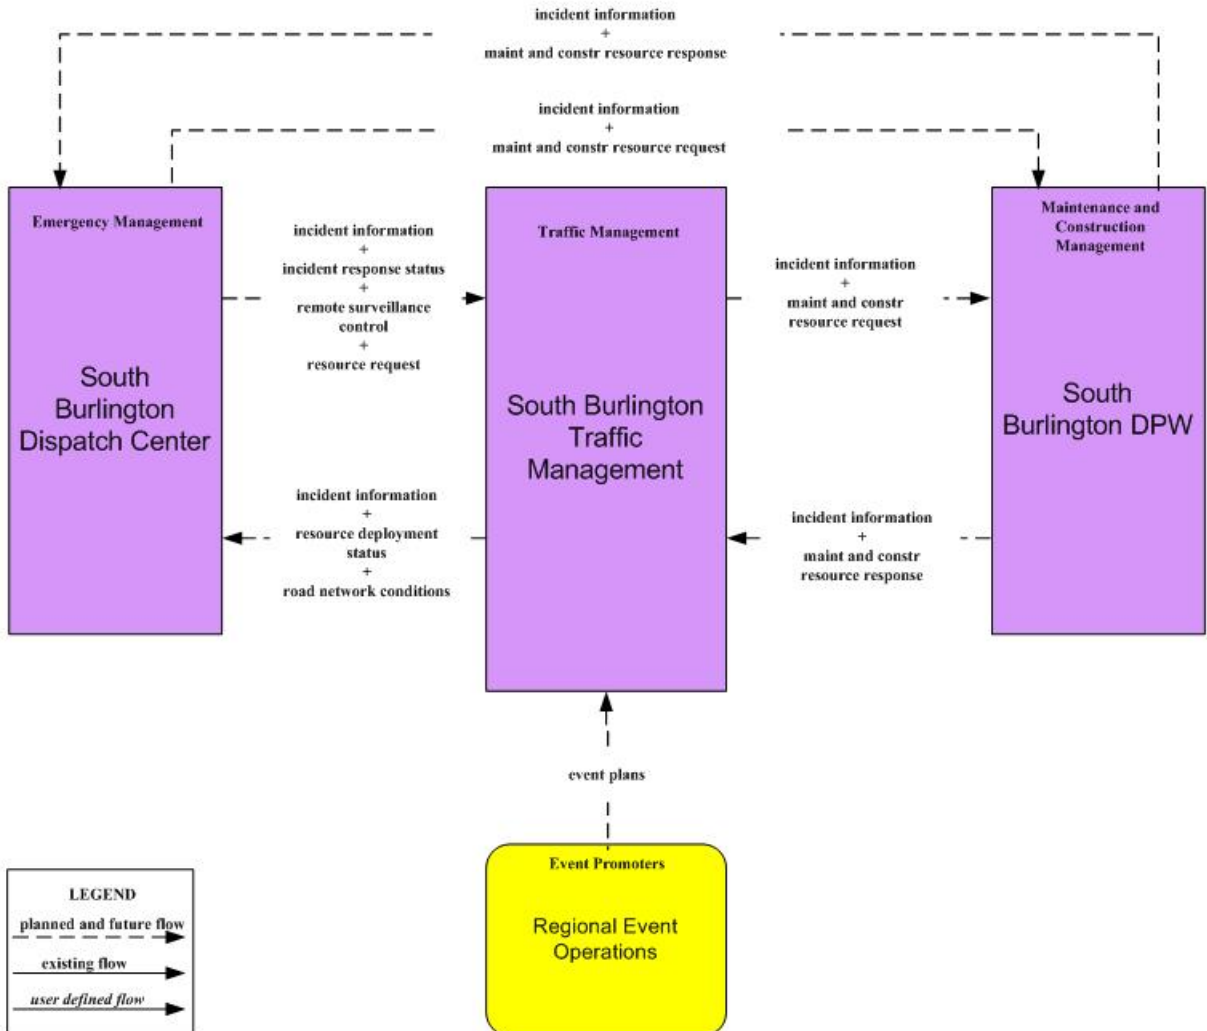 incident information
+
maint and constr resource response
incident information
+
maint and constr resource request
Emergency Management
South
Burlington
Dispatch Center
incident information
+
incident response status
+
remote surveillance
control
+
resource request
incident information
+
resource deployment
status
+
road network conditions
Traffic Management
South Burlington
Traffic
Management
incident information
+
maint and constr
resource request
incident information
+
maint and constr
resource response
Maintenance and
Construction
Management
South
Burlington DPW
event plans
Event Promoters
Regional Event
Operations
LEGEND
planned and future flow
existing flow
user defined flow